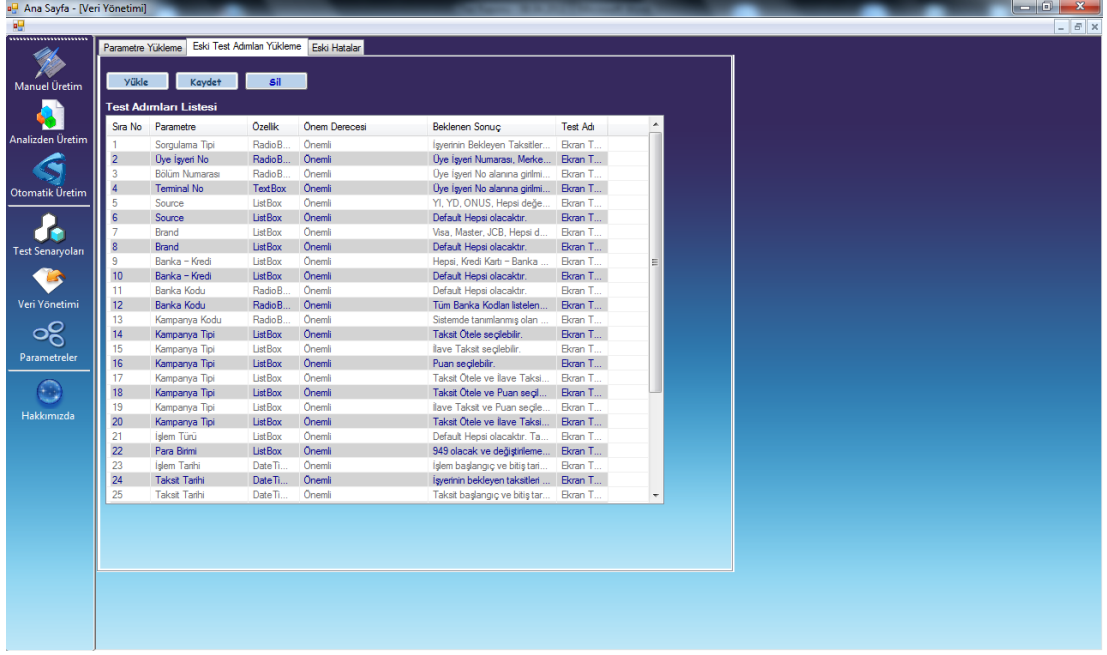 Ana Sayfa - [Veri Yönetimi]
Manuel Üretim
Analizden Üretim
Otomatik Üretim
Test Senaryoları
Veri Yönetimi
Parametreler
Hakkımızda
Parametre Yükleme Eski Test Adımları Yükleme Eski Hatalar
Yükle Kaydet Sil
Test Adımları Listesi
Sıra No Parametre Özellik Önem Derecesi Beklenen Sonuç Test Adı
1 Sorgulama Tipi RadioB... Önemli İşyerinin Bekleyen Taksitler... Ekran T...
2 Üye İşyeri No RadioB... Önemli Üye İşyeri Numarası, Merke... Ekran T...
3 Bölüm Numarası RadioB... Önemli Üye İşyeri No alanına girilmi... Ekran T...
4 Terminal No TextBox Önemli Üye İşyeri No alanına girilmi... Ekran T...
5 Source ListBox Önemli YI, YD, ONUS, Hepsi değe... Ekran T...
6 Source ListBox Önemli Default Hepsi olacaktır. Ekran T...
7 Brand ListBox Önemli Visa, Master, JCB, Hepsi d... Ekran T...
8 Brand ListBox Önemli Default Hepsi olacaktır. Ekran T...
9 Banka – Kredi ListBox Önemli Hepsi, Kredi Kartı – Banka ... Ekran T...
10 Banka – Kredi ListBox Önemli Default Hepsi olacaktır. Ekran T...
11 Banka Kodu RadioB... Önemli Default Hepsi olacaktır. Ekran T...
12 Banka Kodu RadioB... Önemli Tüm Banka Kodları listelen... Ekran T...
13 Kampanya Kodu RadioB... Önemli Sistemde tanımlanmış olan ... Ekran T...
14 Kampanya Tipi ListBox Önemli Taksit Ötele seçilebilir. Ekran T...
15 Kampanya Tipi ListBox Önemli İlave Taksit seçilebilir. Ekran T...
16 Kampanya Tipi ListBox Önemli Puan seçilebilir. Ekran T...
17 Kampanya Tipi ListBox Önemli Taksit Ötele ve İlave Taksi... Ekran T...
18 Kampanya Tipi ListBox Önemli Taksit Ötele ve Puan seçil... Ekran T...
19 Kampanya Tipi ListBox Önemli İlave Taksit ve Puan seçile... Ekran T...
20 Kampanya Tipi ListBox Önemli Taksit Ötele ve İlave Taksi... Ekran T...
21 İşlem Türü ListBox Önemli Default Hepsi olacaktır. Ta... Ekran T...
22 Para Birimi ListBox Önemli 949 olacak ve değiştirileme... Ekran T...
23 İşlem Tarihi DateTi... Önemli İşlem başlangıç ve bitiş tari... Ekran T...
24 Taksit Tarihi DateTi... Önemli İşyerinin bekleyen taksitleri ... Ekran T...
25 Taksit Tarihi DateTi... Önemli Taksit başlangıç ve bitiş tar... Ekran T...